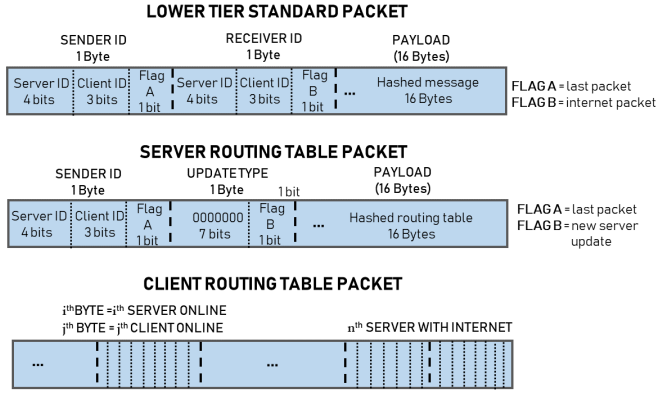 LOWER TIER STANDARD PACKET
SENDER ID
1 Byte
RECEIVER ID
1 Byte
PAYLOAD
(16 Bytes)
Server ID
4 bits
Client ID
3 bits
Flag
A
1 bit
Server ID
4 bits
Client ID
3 bits
Flag
B
1 bit
...
Hashed message
16 Bytes
FLAG A = last packet
FLAG B = internet packet
SERVER ROUTING TABLE PACKET
SENDER ID
1 Byte
UPDATE TYPE
1 Byte
1 bit
PAYLOAD
(16 Bytes)
Server ID
4 bits
Client ID
3 bits
Flag
A
1 bit
0000000
7 bits
Flag
B
1 bit
...
Hashed routing table
16 Bytes
FLAG A = last packet
FLAG B = new server
update
CLIENT ROUTING TABLE PACKET
iᵗʰ BYTE = iᵗʰ SERVER ONLINE
jᵗʰ BYTE = jᵗʰ CLIENT ONLINE
nᵗʰ SERVER WITH INTERNET
...
...